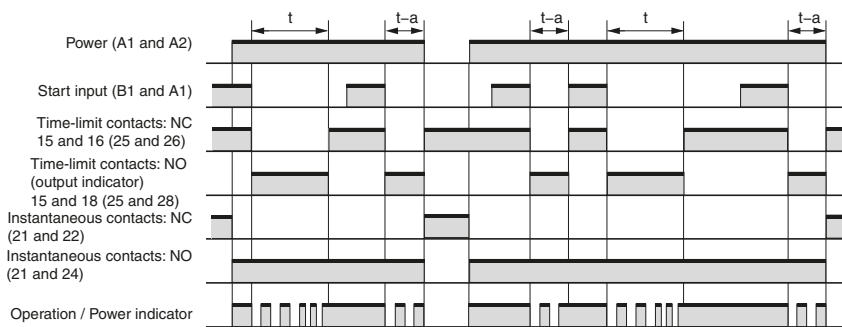 t
t−a
t−a
t
t−a
Power (A1 and A2)
Start input (B1 and A1)
Time-limit contacts: NC
15 and 16 (25 and 26)
Time-limit contacts: NO
(output indicator)
15 and 18 (25 and 28)
Instantaneous contacts: NC
(21 and 22)
Instantaneous contacts: NO
(21 and 24)
Operation / Power indicator